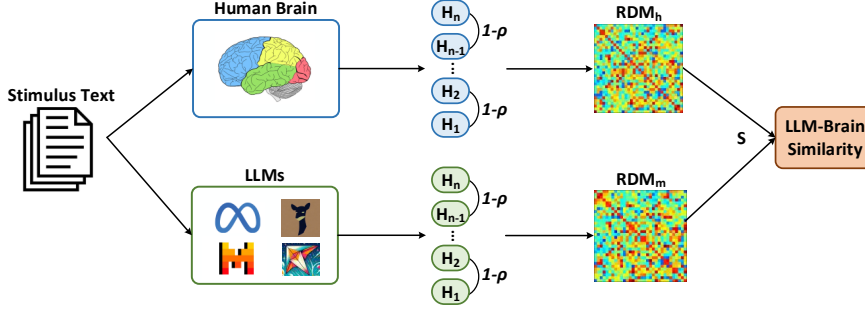 Stimulus Text
Human Brain
Hₙ
Hₙ₋₁
⋮
H₂
H₁
1-ρ
1-ρ
RDMₕ
LLMs
Hₙ
Hₙ₋₁
⋮
H₂
H₁
1-ρ
1-ρ
RDMₘ
S
LLM-Brain
Similarity